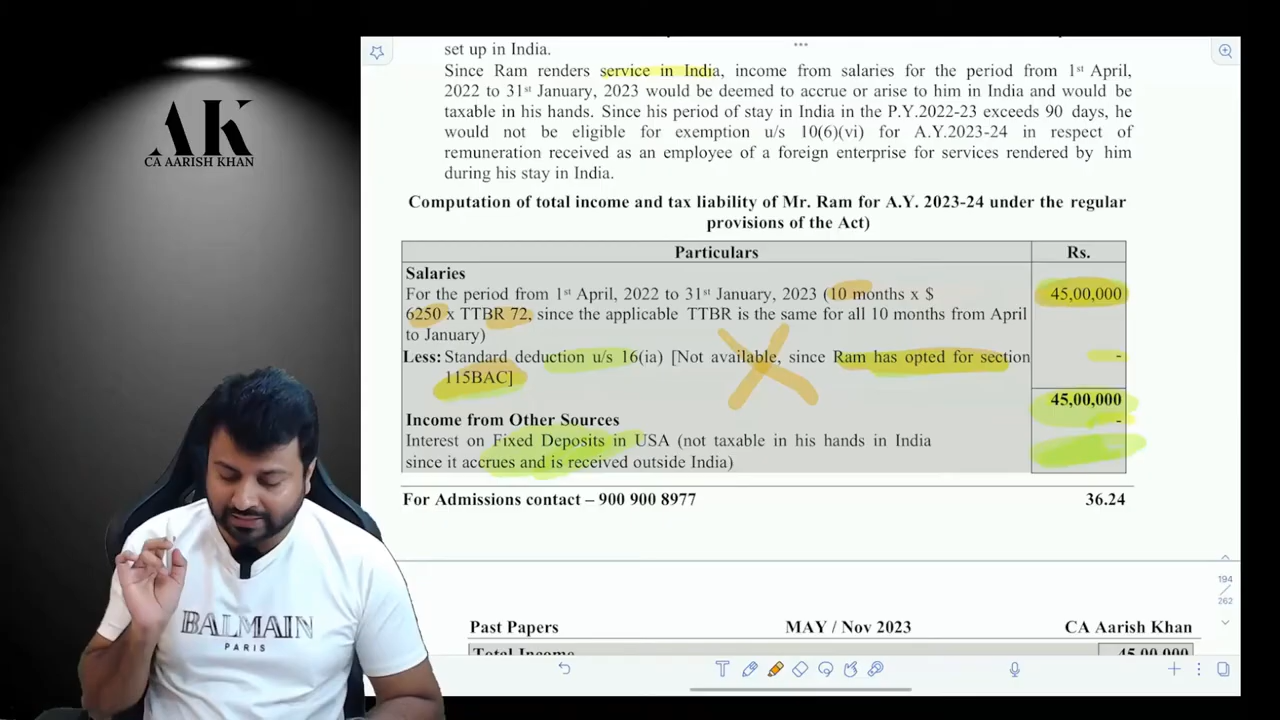 set up in India.
Since Ram renders service in India, income from salaries for the period from 1st April,
2022 to 31st January, 2023 would be deemed to accrue or arise to him in India and would be
taxable in his hands. Since his period of stay in India in the P.Y.2022-23 exceeds 90 days, he
would not be eligible for exemption u/s 10(6)(vi) for A.Y.2023-24 in respect of
remuneration received as an employee of a foreign enterprise for services rendered by him
during his stay in India.
AK
CA AARISH KHAN
Computation of total income and tax liability of Mr. Ram for A.Y. 2023-24 under the regular
provisions of the Act)
Particulars Rs.
Salaries
For the period from 1st April, 2022 to 31st January, 2023 (10 months x $ 45,00,000
6250 x TTBR 72, since the applicable TTBR is the same for all 10 months from April
to January)
Less: Standard deduction u/s 16(ia) [Not available, since Ram has opted for section -
115BAC]
45,00,000
Income from Other Sources -
Interest on Fixed Deposits in USA (not taxable in his hands in India
since it accrues and is received outside India)
For Admissions contact – 900 900 8977 36.24
194
262
Past Papers MAY / Nov 2023 CA Aarish Khan
Total Income 45,00,000
BALMAIN
PARIS